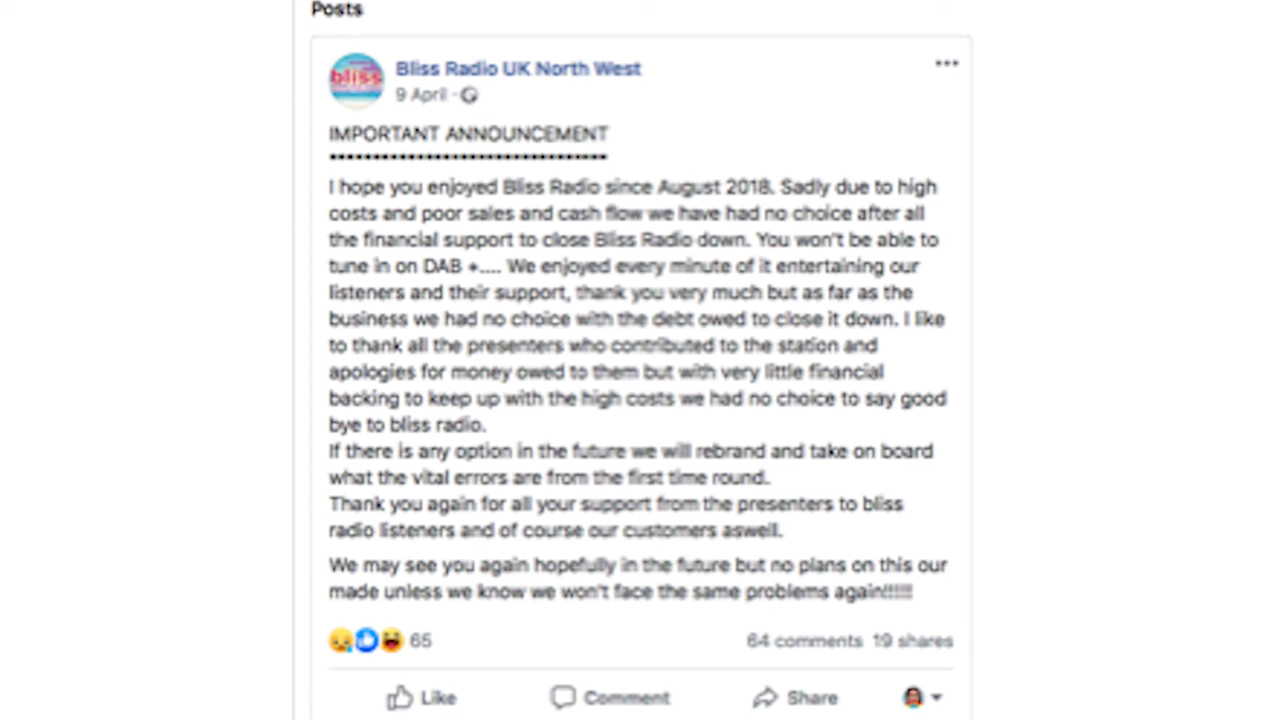 Posts
bliss
Bliss Radio UK North West
9 April ·
IMPORTANT ANNOUNCEMENT
I hope you enjoyed Bliss Radio since August 2018. Sadly due to high
costs and poor sales and cash flow we have had no choice after all
the financial support to close Bliss Radio down. You won't be able to
tune in on DAB +.... We enjoyed every minute of it entertaining our
listeners and their support, thank you very much but as far as the
business we had no choice with the debt owed to close it down. I like
to thank all the presenters who contributed to the station and
apologies for money owed to them but with very little financial
backing to keep up with the high costs we had no choice to say good
bye to bliss radio.
If there is any option in the future we will rebrand and take on board
what the vital errors are from the first time round.
Thank you again for all your support from the presenters to bliss
radio listeners and of course our customers aswell.
We may see you again hopefully in the future but no plans on this our
made unless we know we won't face the same problems again!!!!!
65
64 comments 19 shares
Like Comment Share